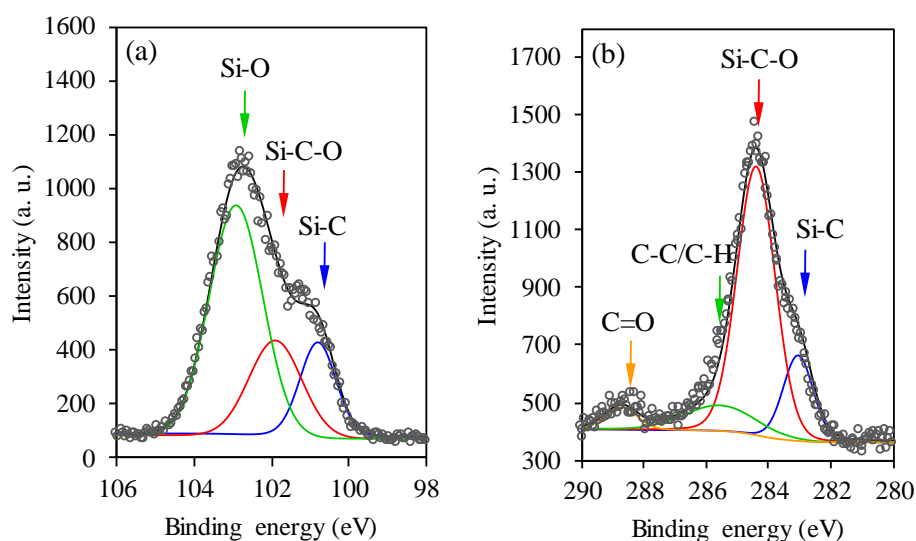 (a)
Si-O
Si-C-O
Si-C
1600
1400
1200
1000
800
600
400
200
0
106 104 102 100 98
Intensity (a. u.)
Binding energy (eV)
(b)
Si-C-O
Si-C
C-C/C-H
C=O
1700
1500
1300
1100
900
700
500
300
290 288 286 284 282 280
Intensity (a. u.)
Binding energy (eV)